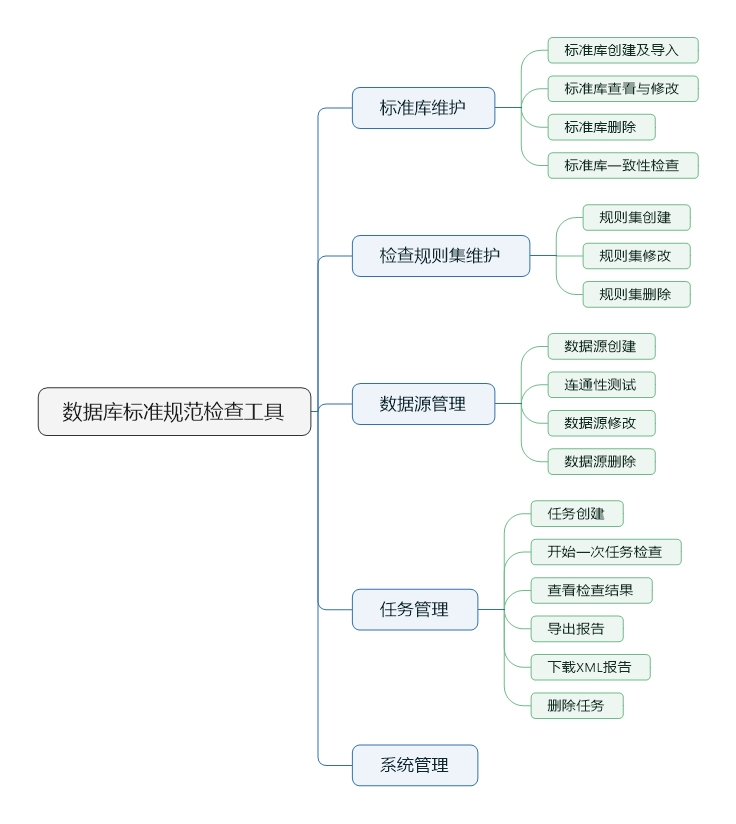 数据库标准规范检查工具
标准库维护
标准库创建及导入
标准库查看与修改
标准库删除
标准库一致性检查
检查规则集维护
规则集创建
规则集修改
规则集删除
数据源管理
数据源创建
连通性测试
数据源修改
数据源删除
任务管理
任务创建
开始一次任务检查
查看检查结果
导出报告
下载XML报告
删除任务
系统管理